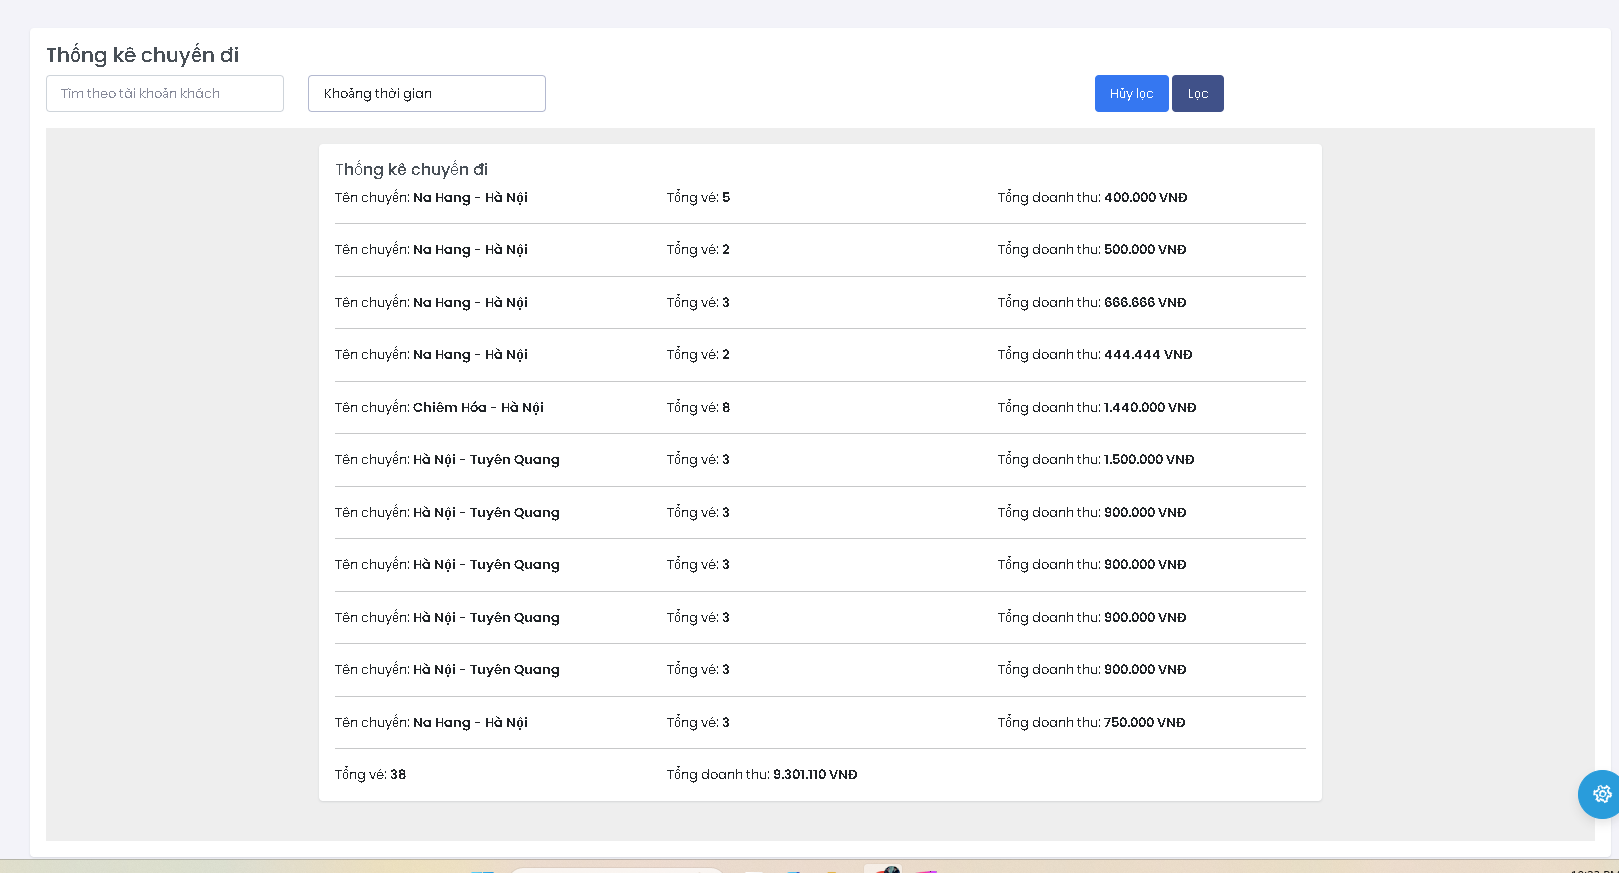 Thống kê chuyến đi
Tìm theo tài khoản khách Khoảng thời gian Hủy lọc Lọc
Thống kê chuyến đi
Tên chuyến: Na Hang - Hà Nội Tổng vé: 5 Tổng doanh thu: 400.000 VNĐ
Tên chuyến: Na Hang - Hà Nội Tổng vé: 2 Tổng doanh thu: 500.000 VNĐ
Tên chuyến: Na Hang - Hà Nội Tổng vé: 3 Tổng doanh thu: 666.666 VNĐ
Tên chuyến: Na Hang - Hà Nội Tổng vé: 2 Tổng doanh thu: 444.444 VNĐ
Tên chuyến: Chiêm Hóa - Hà Nội Tổng vé: 8 Tổng doanh thu: 1.440.000 VNĐ
Tên chuyến: Hà Nội - Tuyên Quang Tổng vé: 3 Tổng doanh thu: 1.500.000 VNĐ
Tên chuyến: Hà Nội - Tuyên Quang Tổng vé: 3 Tổng doanh thu: 900.000 VNĐ
Tên chuyến: Hà Nội - Tuyên Quang Tổng vé: 3 Tổng doanh thu: 900.000 VNĐ
Tên chuyến: Hà Nội - Tuyên Quang Tổng vé: 3 Tổng doanh thu: 900.000 VNĐ
Tên chuyến: Hà Nội - Tuyên Quang Tổng vé: 3 Tổng doanh thu: 900.000 VNĐ
Tên chuyến: Na Hang - Hà Nội Tổng vé: 3 Tổng doanh thu: 750.000 VNĐ
Tổng vé: 38 Tổng doanh thu: 9.301.110 VNĐ